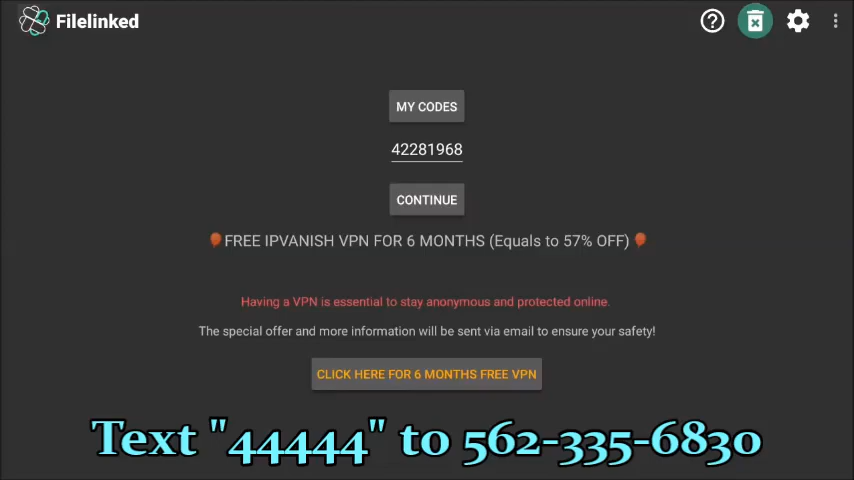 Filelinked
MY CODES
42281968
CONTINUE
🎈FREE IPVANISH VPN FOR 6 MONTHS (Equals to 57% OFF)🎈
Having a VPN is essential to stay anonymous and protected online.
The special offer and more information will be sent via email to ensure your safety!
CLICK HERE FOR 6 MONTHS FREE VPN
Text "44444" to 562-335-6830